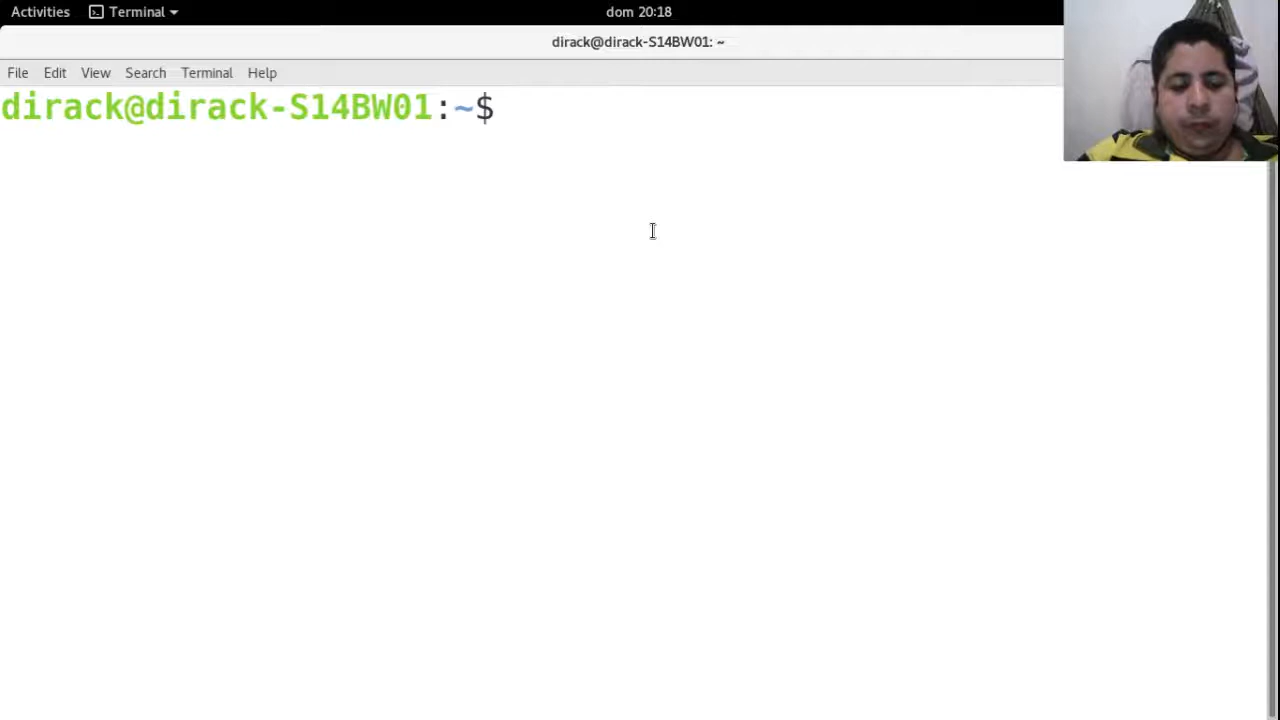 Activities Terminal dom 20:18
dirack@dirack-S14BW01: ~
File Edit View Search Terminal Help
dirack@dirack-S14BW01:~$